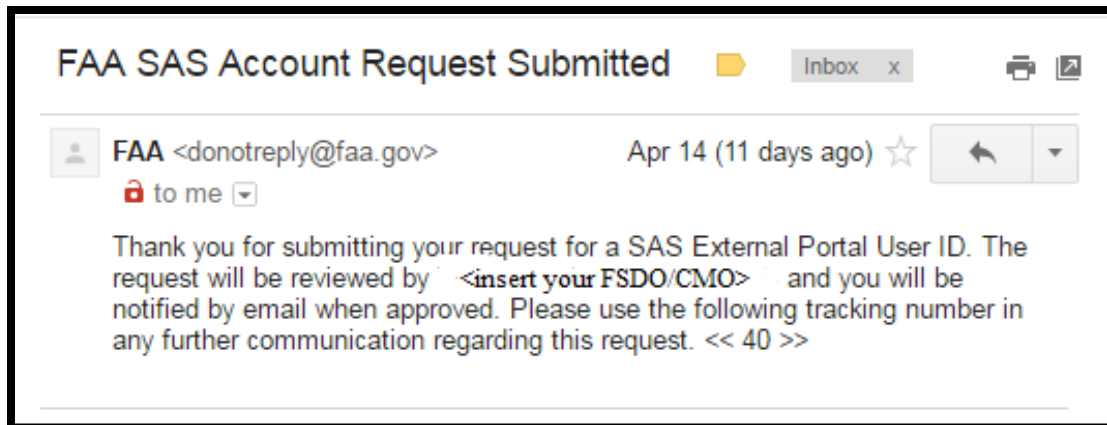 FAA SAS Account Request Submitted
Inbox x
FAA <donotreply@faa.gov>
Apr 14 (11 days ago)
to me
Thank you for submitting your request for a SAS External Portal User ID. The
request will be reviewed by <insert your FSDO/CMO> and you will be
notified by email when approved. Please use the following tracking number in
any further communication regarding this request. << 40 >>